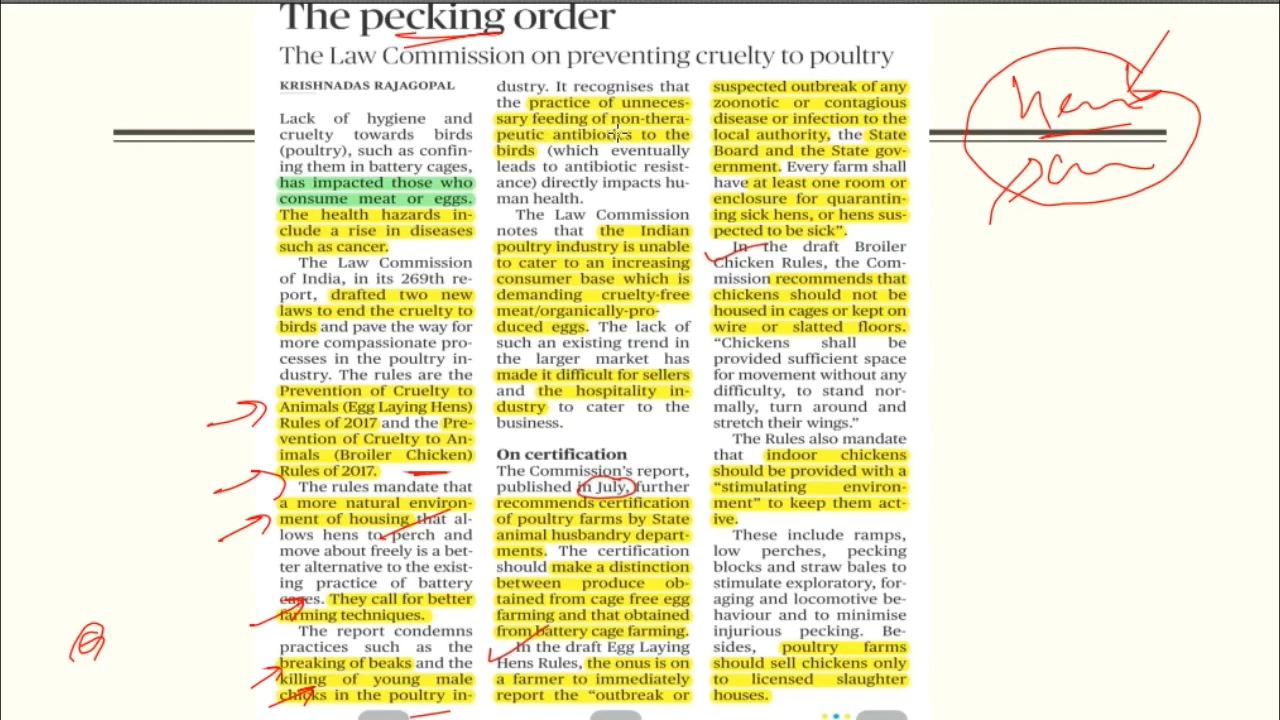 The pecking order
The Law Commission on preventing cruelty to poultry
KRISHNADAS RAJAGOPAL
Lack of hygiene and
cruelty towards birds
(poultry), such as confin-
ing them in battery cages,
has impacted those who
consume meat or eggs.
The health hazards in-
clude a rise in diseases
such as cancer.
The Law Commission
of India, in its 269th re-
port, drafted two new
laws to end the cruelty to
birds and pave the way for
more compassionate pro-
cesses in the poultry in-
dustry. The rules are the
Prevention of Cruelty to
Animals (Egg Laying Hens)
Rules of 2017 and the Pre-
vention of Cruelty to An-
imals (Broiler Chicken)
Rules of 2017.
The rules mandate that
a more natural environ-
ment of housing that al-
lows hens to perch and
move about freely is a bet-
ter alternative to the exist-
ing practice of battery
cages. They call for better
farming techniques.
The report condemns
practices such as the
breaking of beaks and the
killing of young male
chicks in the poultry in-
dustry. It recognises that
the practice of unneces-
sary feeding of non-thera-
peutic antibiotics to the
birds (which eventually
leads to antibiotic resist-
ance) directly impacts hu-
man health.
The Law Commission
notes that the Indian
poultry industry is unable
to cater to an increasing
consumer base which is
demanding cruelty-free
meat/organically-pro-
duced eggs. The lack of
such an existing trend in
the larger market has
made it difficult for sellers
and the hospitality in-
dustry to cater to the
business.
On certification
The Commission's report,
published in July, further
recommends certification
of poultry farms by State
animal husbandry depart-
ments. The certification
should make a distinction
between produce ob-
tained from cage free egg
farming and that obtained
from battery cage farming.
In the draft Egg Laying
Hens Rules, the onus is on
a farmer to immediately
report the "outbreak or
suspected outbreak of any
zoonotic or contagious
disease or infection to the
local authority, the State
Board and the State gov-
ernment. Every farm shall
have at least one room or
enclosure for quarantin-
ing sick hens, or hens sus-
pected to be sick".
In the draft Broiler
Chicken Rules, the Com-
mission recommends that
chickens should not be
housed in cages or kept on
wire or slatted floors.
"Chickens shall be
provided sufficient space
for movement without any
difficulty, to stand nor-
mally, turn around and
stretch their wings."
The Rules also mandate
that indoor chickens
should be provided with a
"stimulating environ-
ment" to keep them act-
ive.
These include ramps,
low perches, pecking
blocks and straw bales to
stimulate exploratory, for-
aging and locomotive be-
haviour and to minimise
injurious pecking. Be-
sides, poultry farms
should sell chickens only
to licensed slaughter
houses.